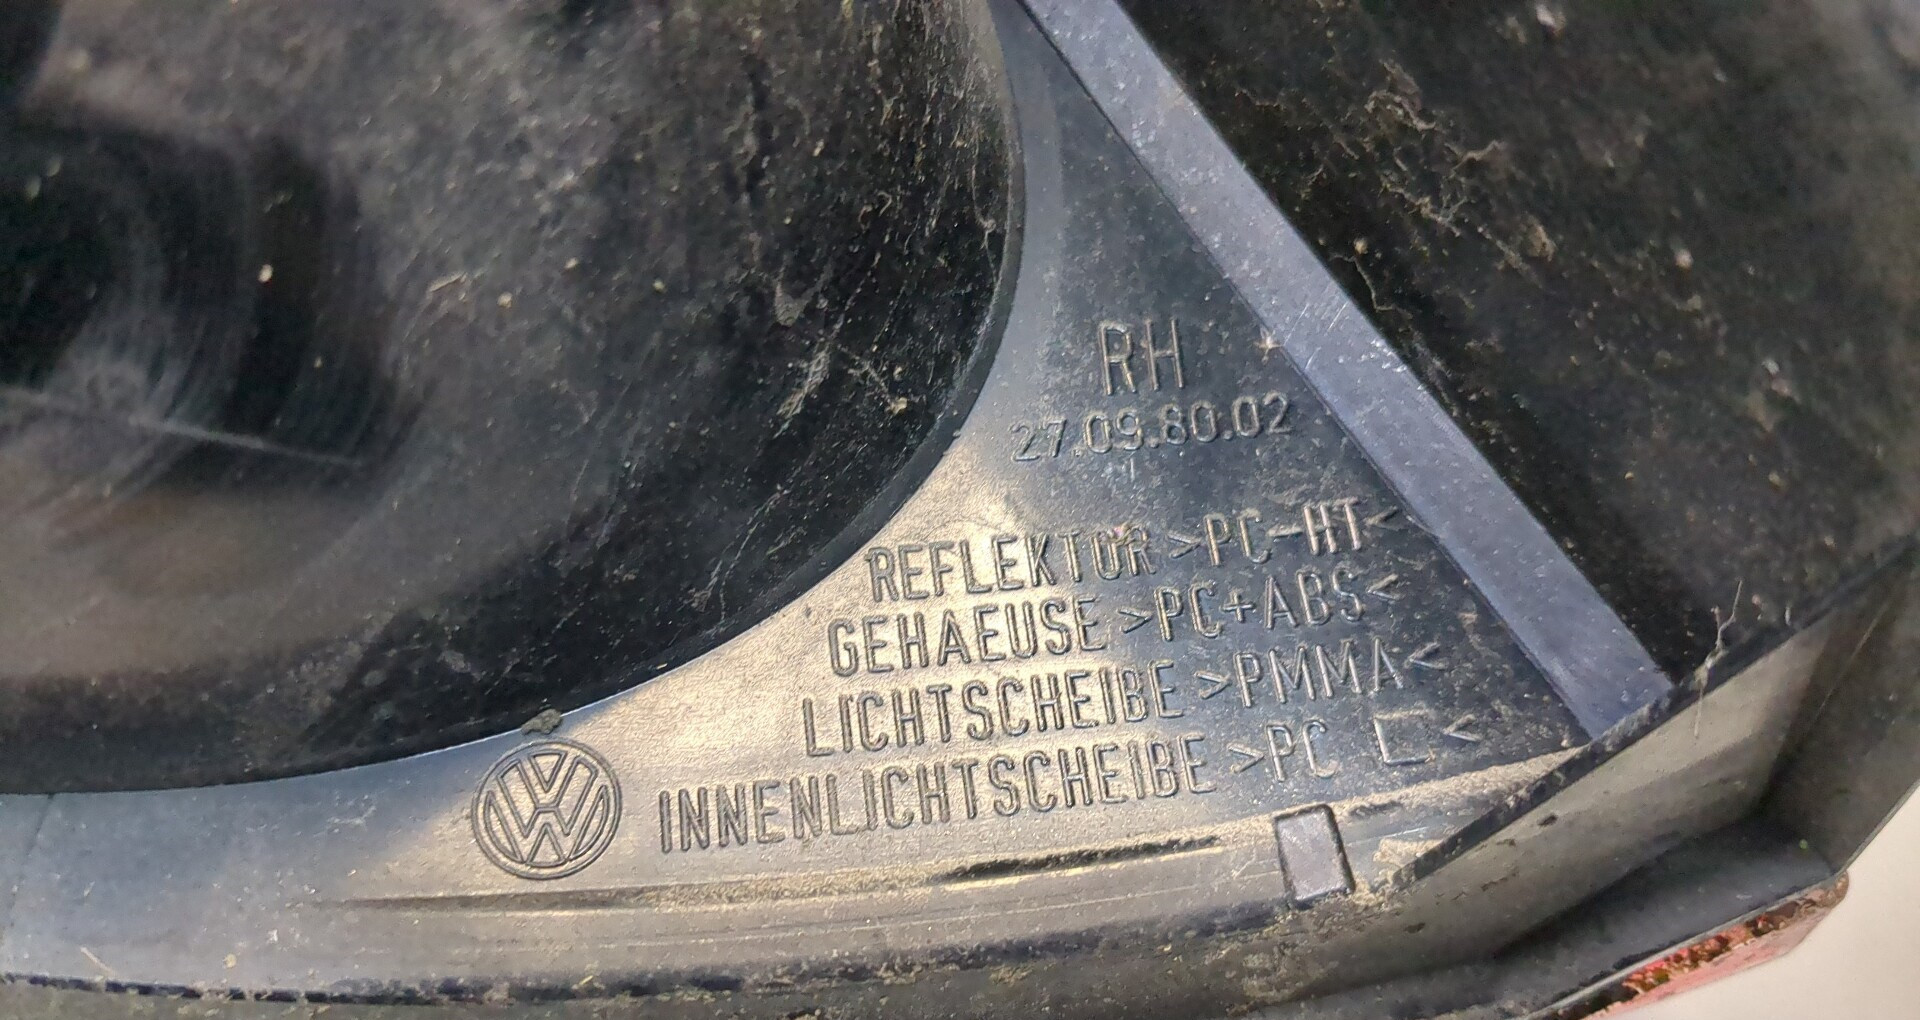 RH
27.09.80.02
REFLEKTOR >PC-HT<
GEHAEUSE >PC+ABS<
LICHTSCHEIBE >PMMA<
INNENLICHTSCHEIBE >PC <